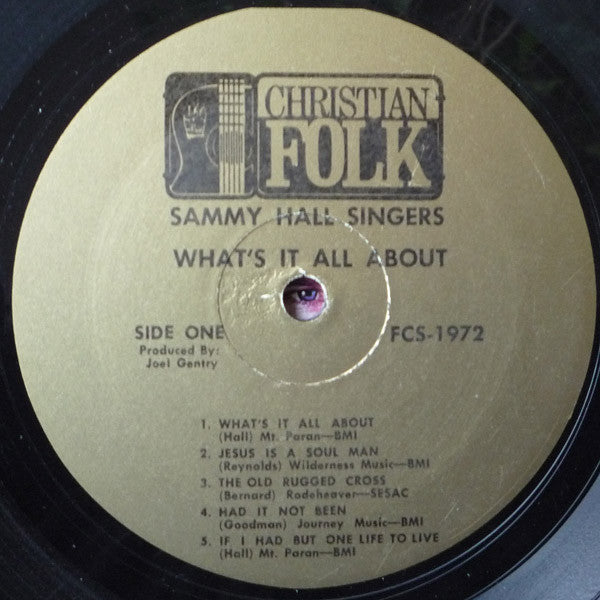 CHRISTIAN
FOLK
SAMMY HALL SINGERS
WHAT'S IT ALL ABOUT
SIDE ONE
FCS-1972
Produced By:
Joel Gentry
1. WHAT'S IT ALL ABOUT
(Hall) Mt. Paran—BMI
2. JESUS IS A SOUL MAN
(Reynolds) Wilderness Music—BMI
3. THE OLD RUGGED CROSS
(Bernard) Rodeheaver—SESAC
4. HAD IT NOT BEEN
(Goodman) Journey Music—BMI
5. IF I HAD BUT ONE LIFE TO LIVE
(Hall) Mt. Paran—BMI